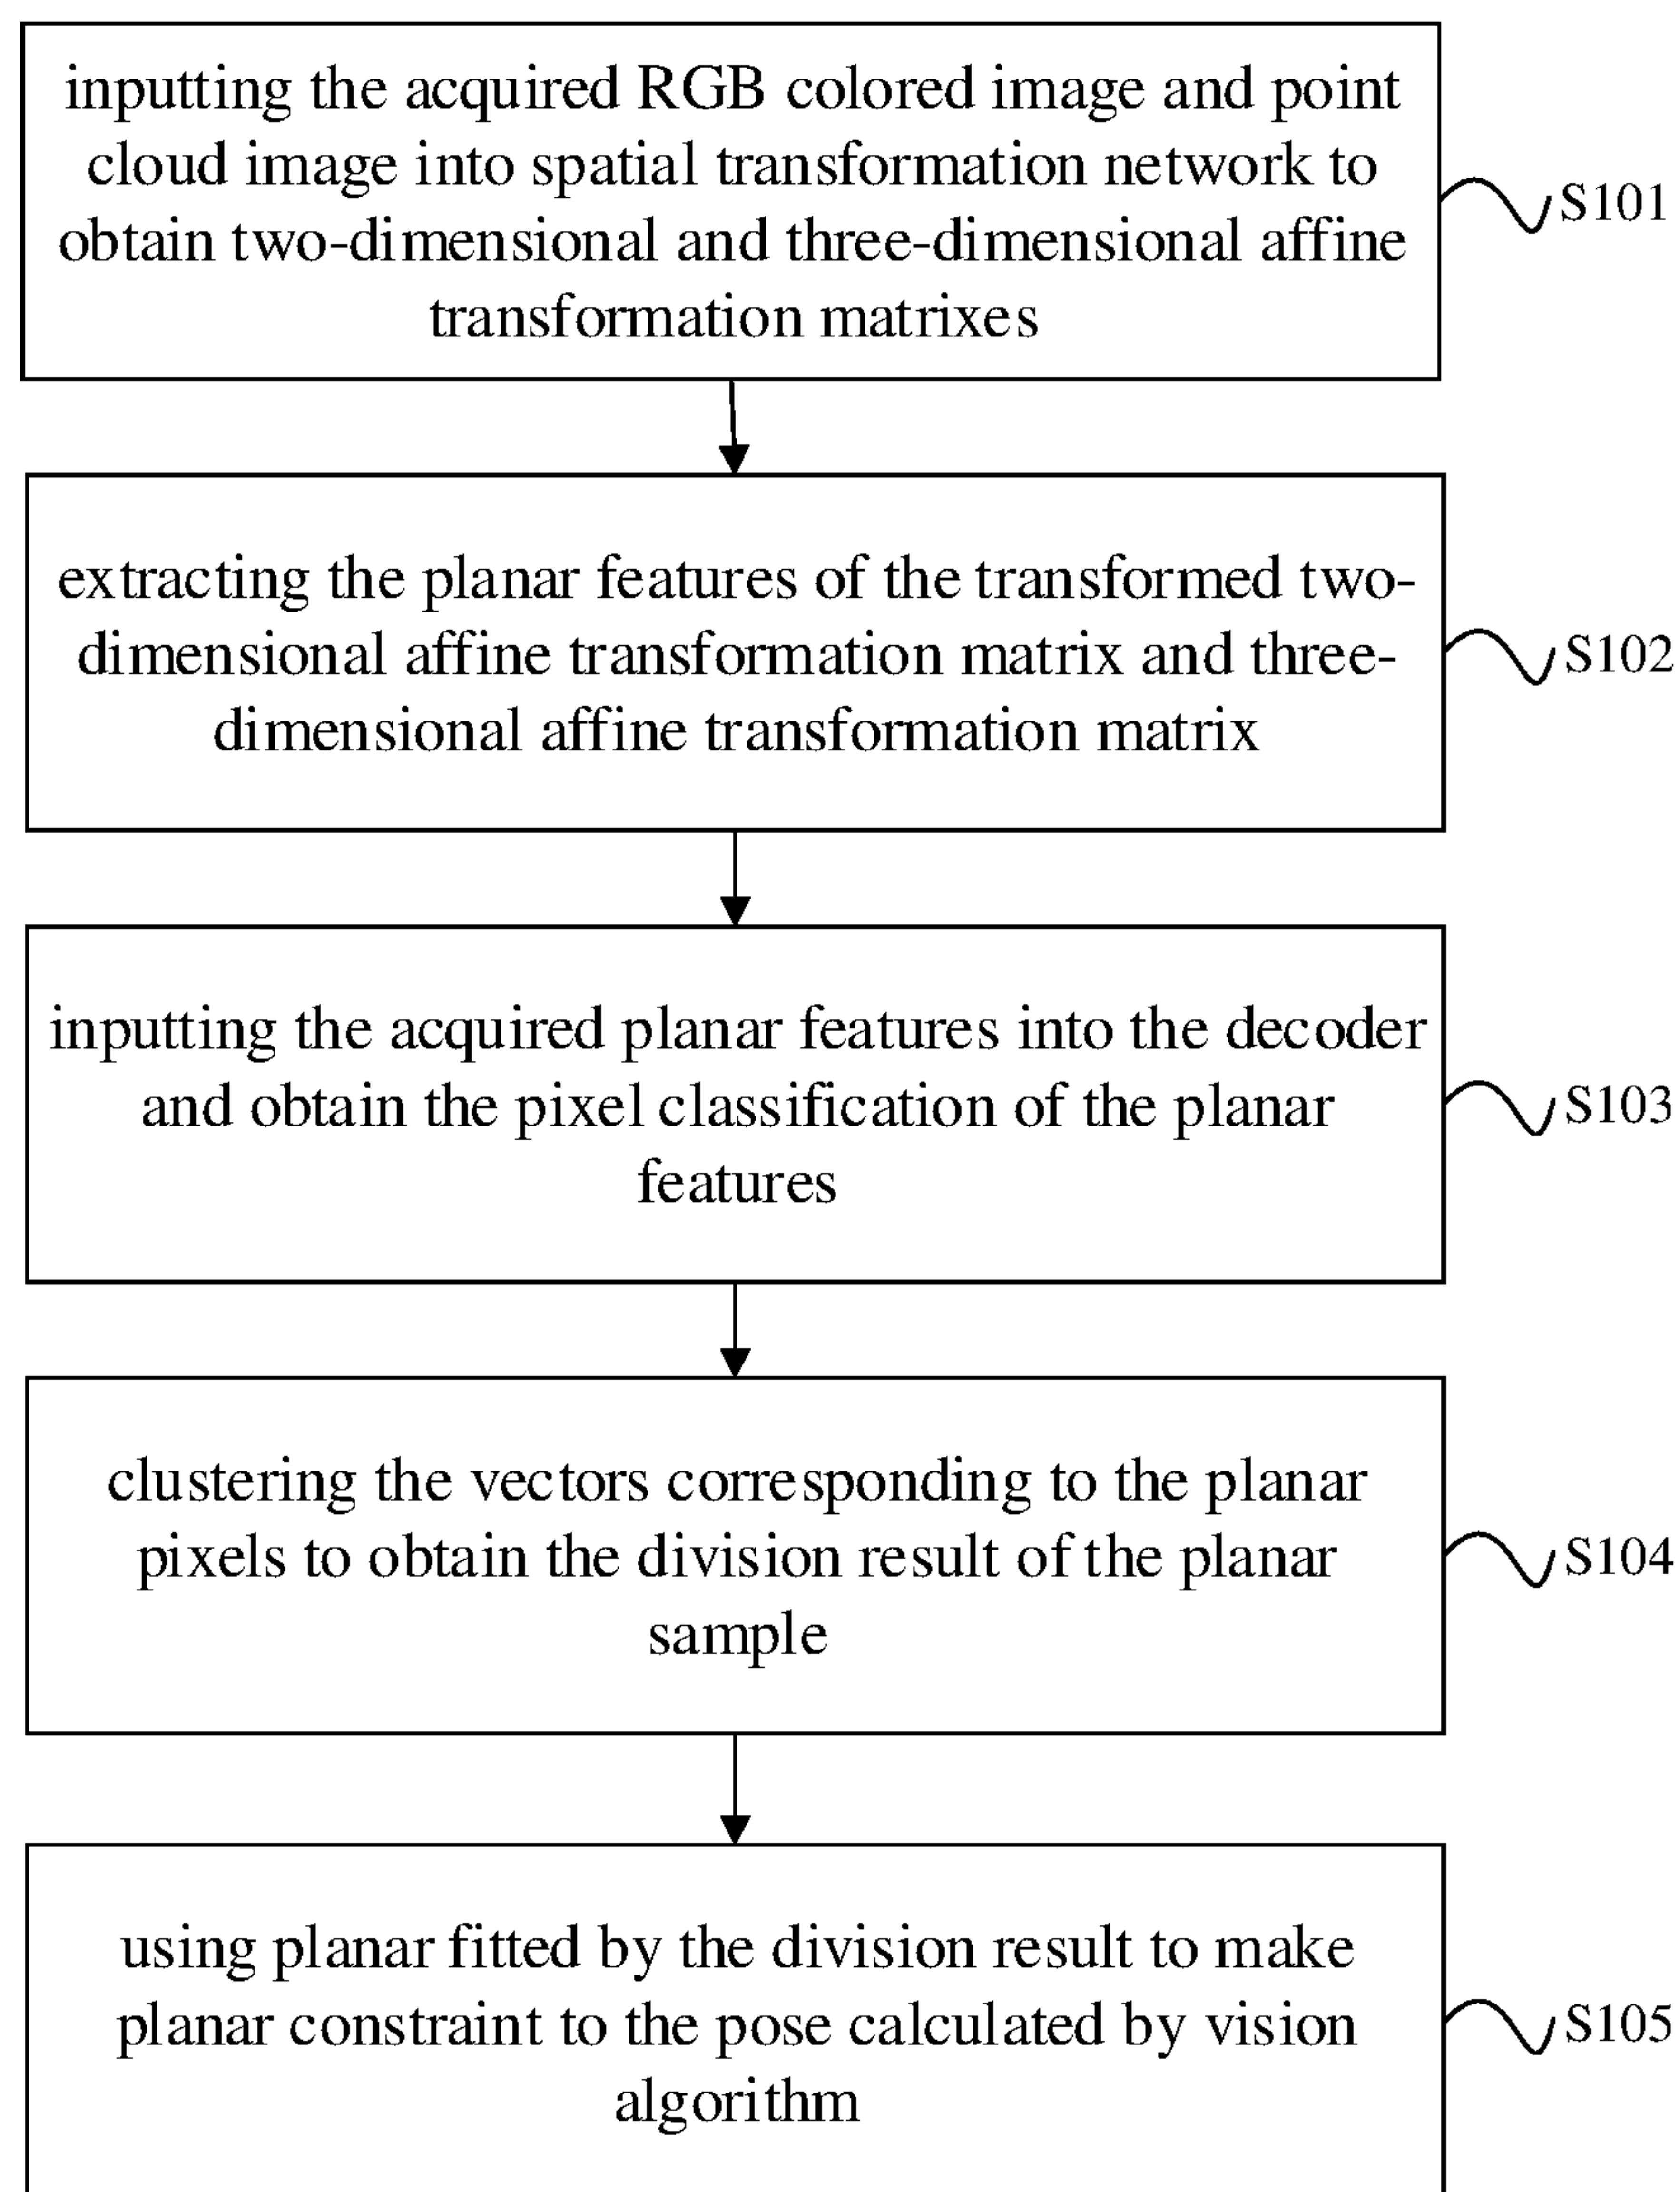 inputting the acquired RGB colored image and point
cloud image into spatial transformation network to
obtain two-dimensional and three-dimensional affine
transformation matrixes
S101
extracting the planar features of the transformed two-
dimensional affine transformation matrix and three-
dimensional affine transformation matrix
S102
inputting the acquired planar features into the decoder
and obtain the pixel classification of the planar
features
S103
clustering the vectors corresponding to the planar
pixels to obtain the division result of the planar
sample
S104
using planar fitted by the division result to make
planar constraint to the pose calculated by vision
algorithm
S105